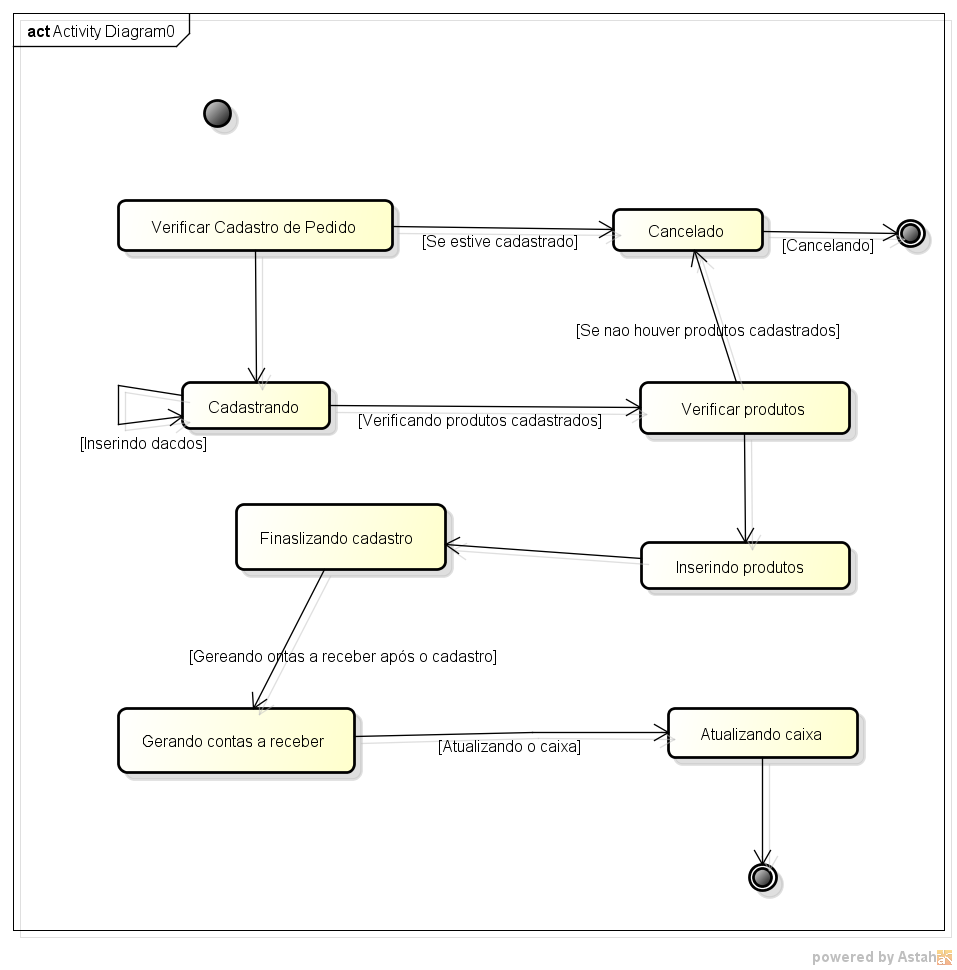 act Activity Diagram0
Verificar Cadastro de Pedido
[Se estive cadastrado]
Cancelado
[Cancelando]
[Se nao houver produtos cadastrados]
Cadastrando
[Inserindo dacdos]
[Verificando produtos cadastrados]
Verificar produtos
Finaslizando cadastro
Inserindo produtos
[Gereando ontas a receber após o cadastro]
Gerando contas a receber
[Atualizando o caixa]
Atualizando caixa
powered by Astah